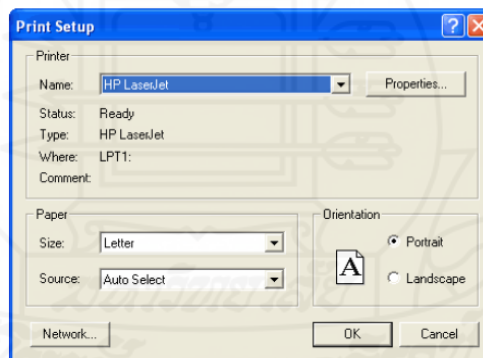 Print Setup
Printer
Name: HP LaserJet Properties...
Status: Ready
Type: HP LaserJet
Where: LPT1:
Comment:
Paper
Size: Letter
Source: Auto Select
Orientation
A
Portrait
Landscape
Network... OK Cancel